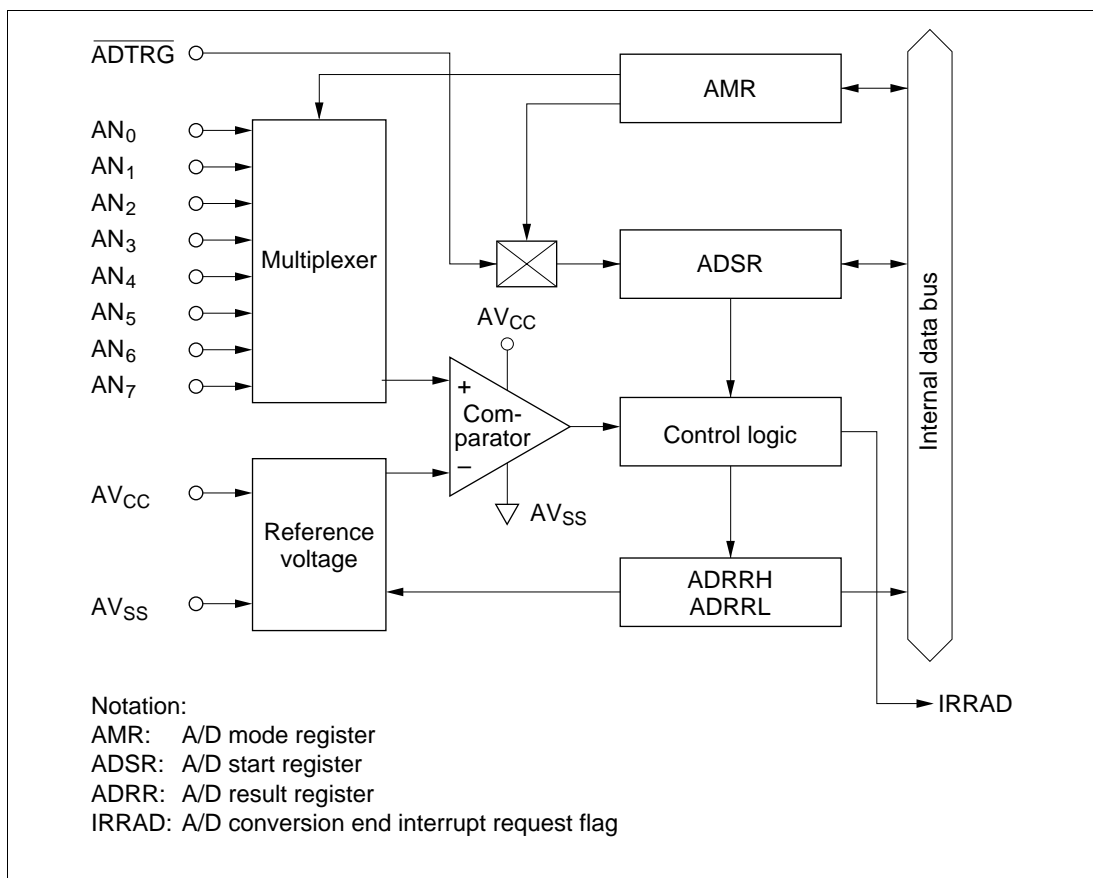 ADTRG
AMR
AN0
AN1
AN2
AN3
AN4
AN5
AN6
AN7
Multiplexer
ADSR
Internal data bus
AVCC
+
Com-
parator
–
AVSS
Control logic
AVCC
AVSS
Reference
voltage
ADRRH
ADRRL
IRRAD
Notation:
AMR: A/D mode register
ADSR: A/D start register
ADRR: A/D result register
IRRAD: A/D conversion end interrupt request flag